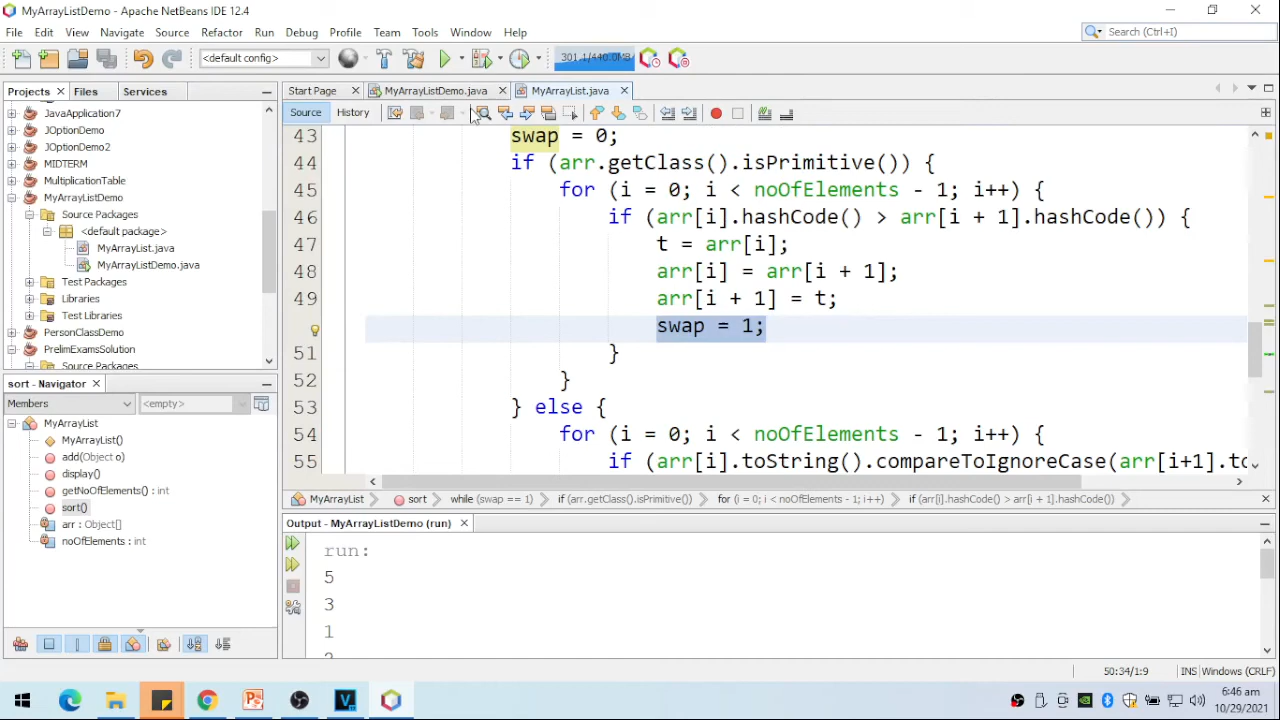 MyArrayListDemo - Apache NetBeans IDE 12.4
File Edit View Navigate Source Refactor Run Debug Profile Team Tools Window Help
Search (Ctrl+I)
<default config>
301.1/440.0MB
Projects Files Services
Start Page MyArrayListDemo.java MyArrayList.java
Source History
JavaApplication7
JOptionDemo
JOptionDemo2
MIDTERM
MultiplicationTable
MyArrayListDemo
Source Packages
<default package>
MyArrayList.java
MyArrayListDemo.java
Test Packages
Libraries
Test Libraries
PersonClassDemo
PrelimExamsSolution
Source Packages
43 swap = 0;
44 if (arr.getClass().isPrimitive()) {
45 for (i = 0; i < noOfElements - 1; i++) {
46 if (arr[i].hashCode() > arr[i + 1].hashCode()) {
47 t = arr[i];
48 arr[i] = arr[i + 1];
49 arr[i + 1] = t;
swap = 1;
51 }
52 }
53 } else {
54 for (i = 0; i < noOfElements - 1; i++) {
55 if (arr[i].toString().compareToIgnoreCase(arr[i+1].to
sort - Navigator
Members <empty>
MyArrayList
MyArrayList()
add(Object o)
display()
getNoOfElements() : int
sort()
arr : Object[]
noOfElements : int
MyArrayList sort while (swap == 1) if (arr.getClass().isPrimitive()) for (i = 0; i < noOfElements - 1; i++) if (arr[i].hashCode() > arr[i + 1].hashCode())
Output - MyArrayListDemo (run)
run:
5
3
1
2
50:34/1:9 INS Windows (CRLF)
6:46 am
10/29/2021